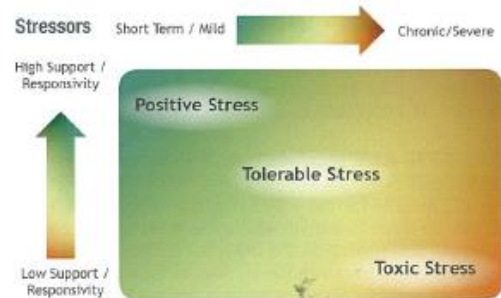 Stressors
Short Term / Mild
Chronic/Severe
High Support /
Responsivity
Positive Stress
Tolerable Stress
Toxic Stress
Low Support /
Responsivity